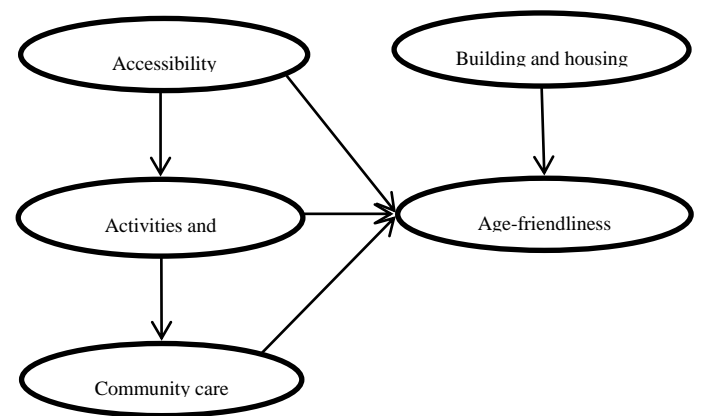 Accessibility
Building and housing
Activities and
Age-friendliness
Community care